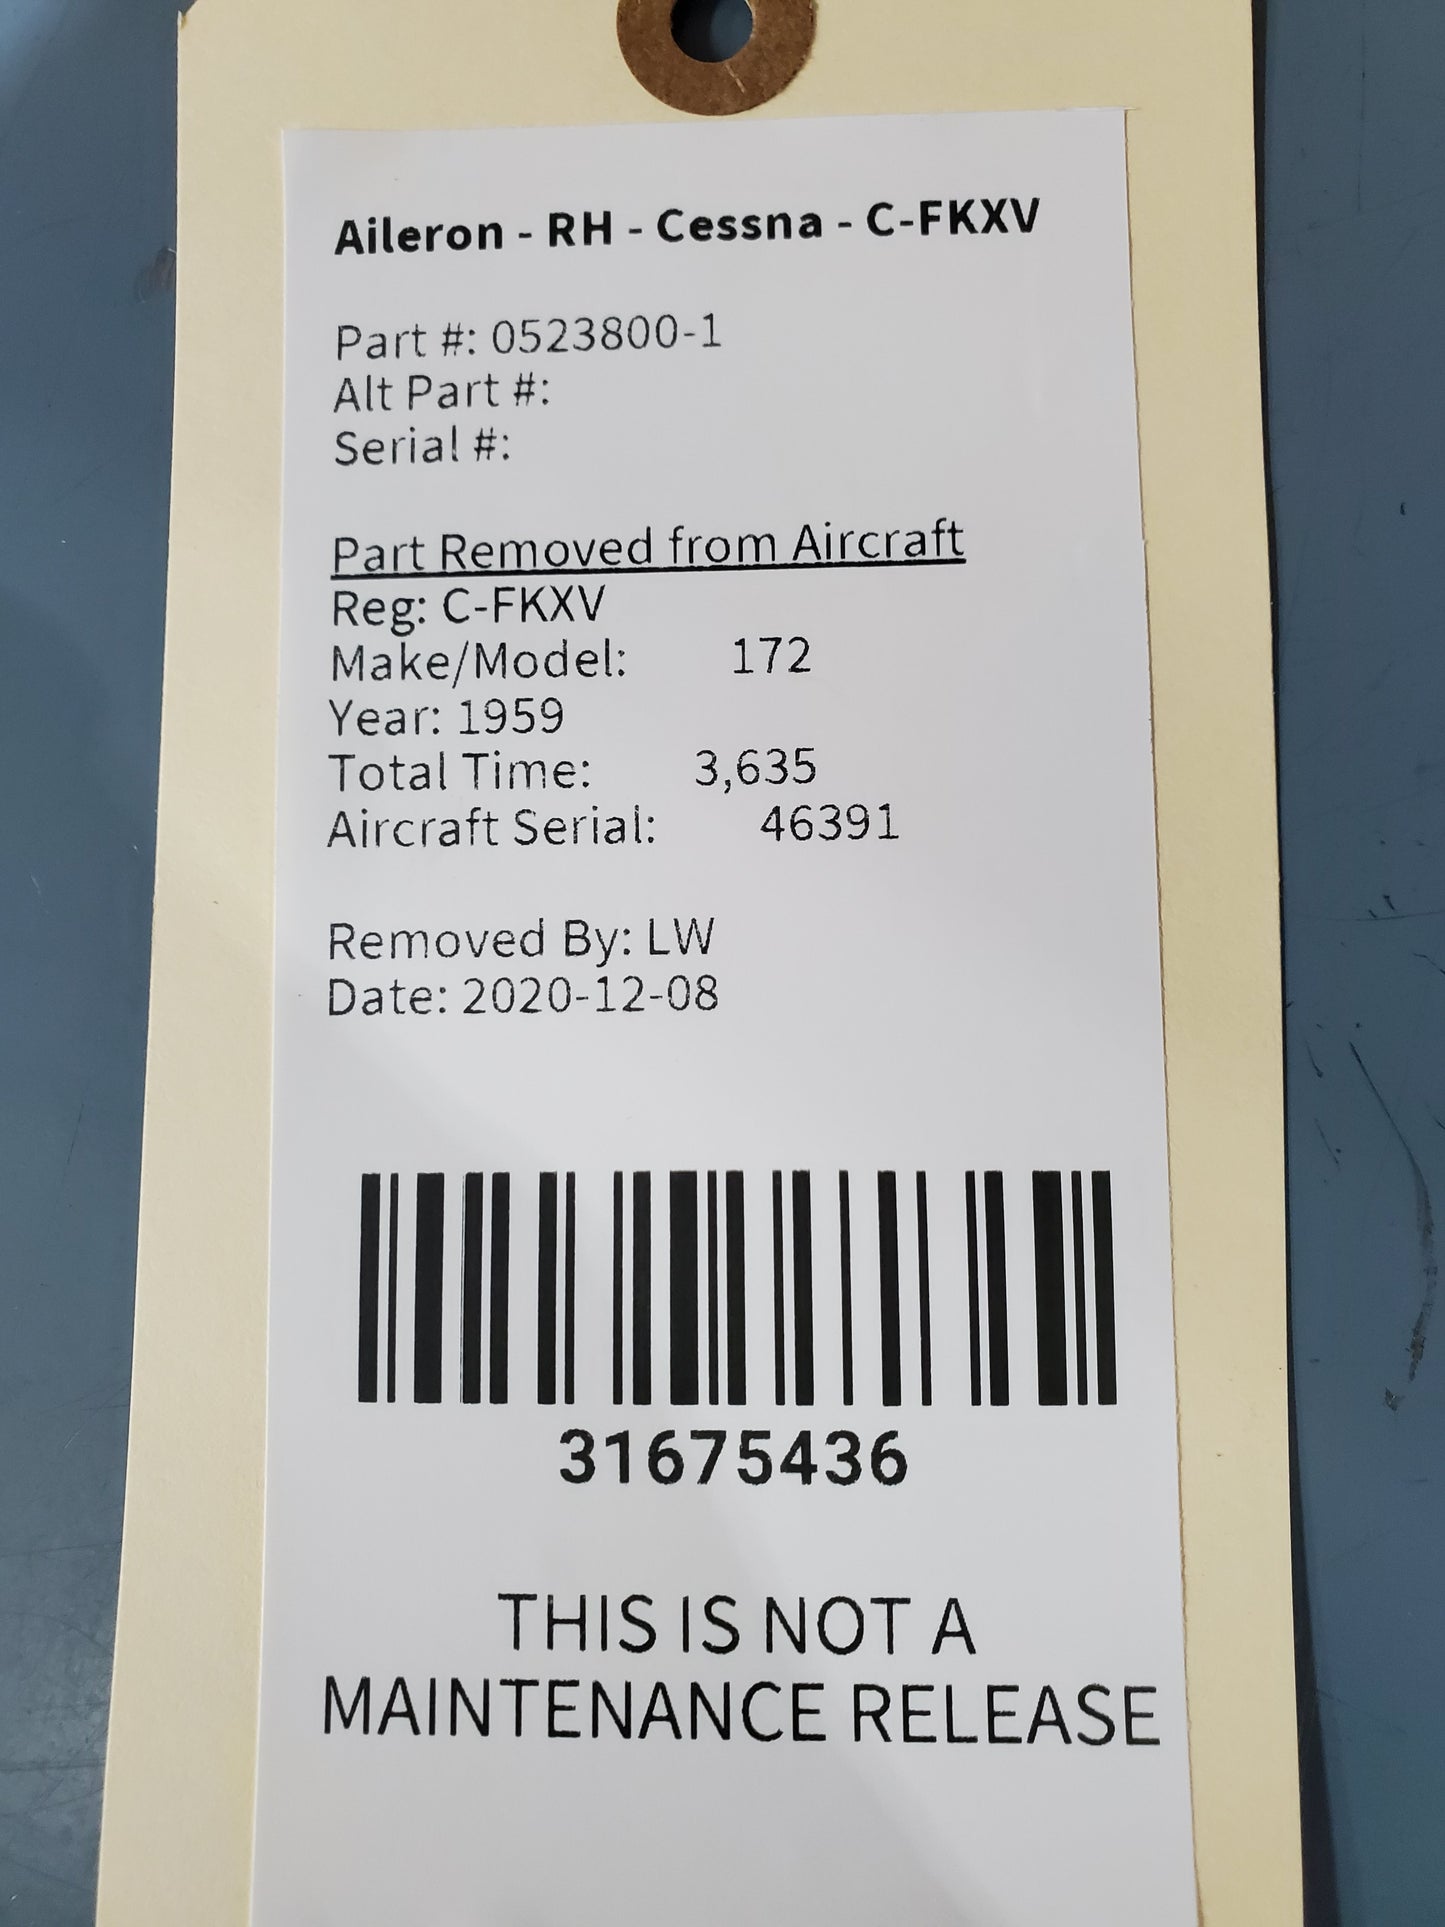 Aileron - RH - Cessna - C-FKXV
Part #: 0523800-1
Alt Part #:
Serial #:
Part Removed from Aircraft
Reg: C-FKXV
Make/Model: 172
Year: 1959
Total Time: 3,635
Aircraft Serial: 46391
Removed By: LW
Date: 2020-12-08
31675436
THIS IS NOT A
MAINTENANCE RELEASE